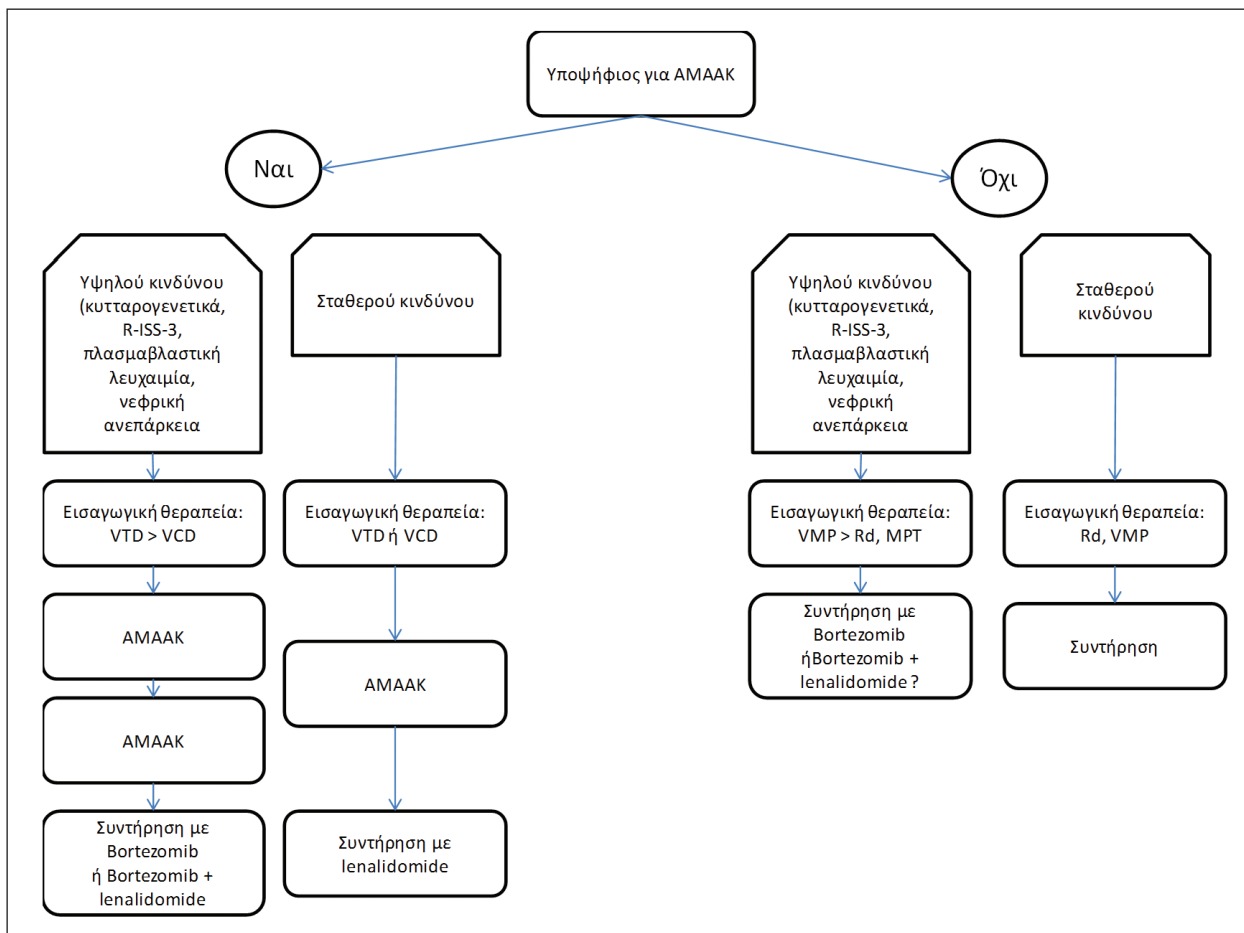 Υποψήφιος για ΑΜΑΑΚ
Ναι
Όχι
Υψηλού κινδύνου
(κυτταρογενετικά,
R-ISS-3,
πλασμαβλαστική
λευχαιμία,
νεφρική
ανεπάρκεια
Σταθερού κινδύνου
Υψηλού κινδύνου
(κυτταρογενετικά,
R-ISS-3,
πλασμαβλαστική
λευχαιμία,
νεφρική
ανεπάρκεια
Σταθερού
κινδύνου
Εισαγωγική θεραπεία:
VTD > VCD
Εισαγωγική θεραπεία:
VTD ή VCD
Εισαγωγική θεραπεία:
VMP > Rd, MPT
Εισαγωγική θεραπεία:
Rd, VMP
ΑΜΑΑΚ
ΑΜΑΑΚ
Συντήρηση με
Bortezomib
ή Bortezomib +
lenalidomide
ΑΜΑΑΚ
Συντήρηση με
lenalidomide
Συντήρηση με
Bortezomib
ήBortezomib +
lenalidomide ?
Συντήρηση